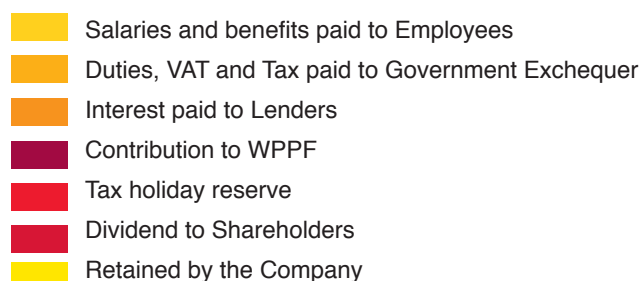 Salaries and benefits paid to Employees
Duties, VAT and Tax paid to Government Exchequer
Interest paid to Lenders
Contribution to WPPF
Tax holiday reserve
Dividend to Shareholders
Retained by the Company